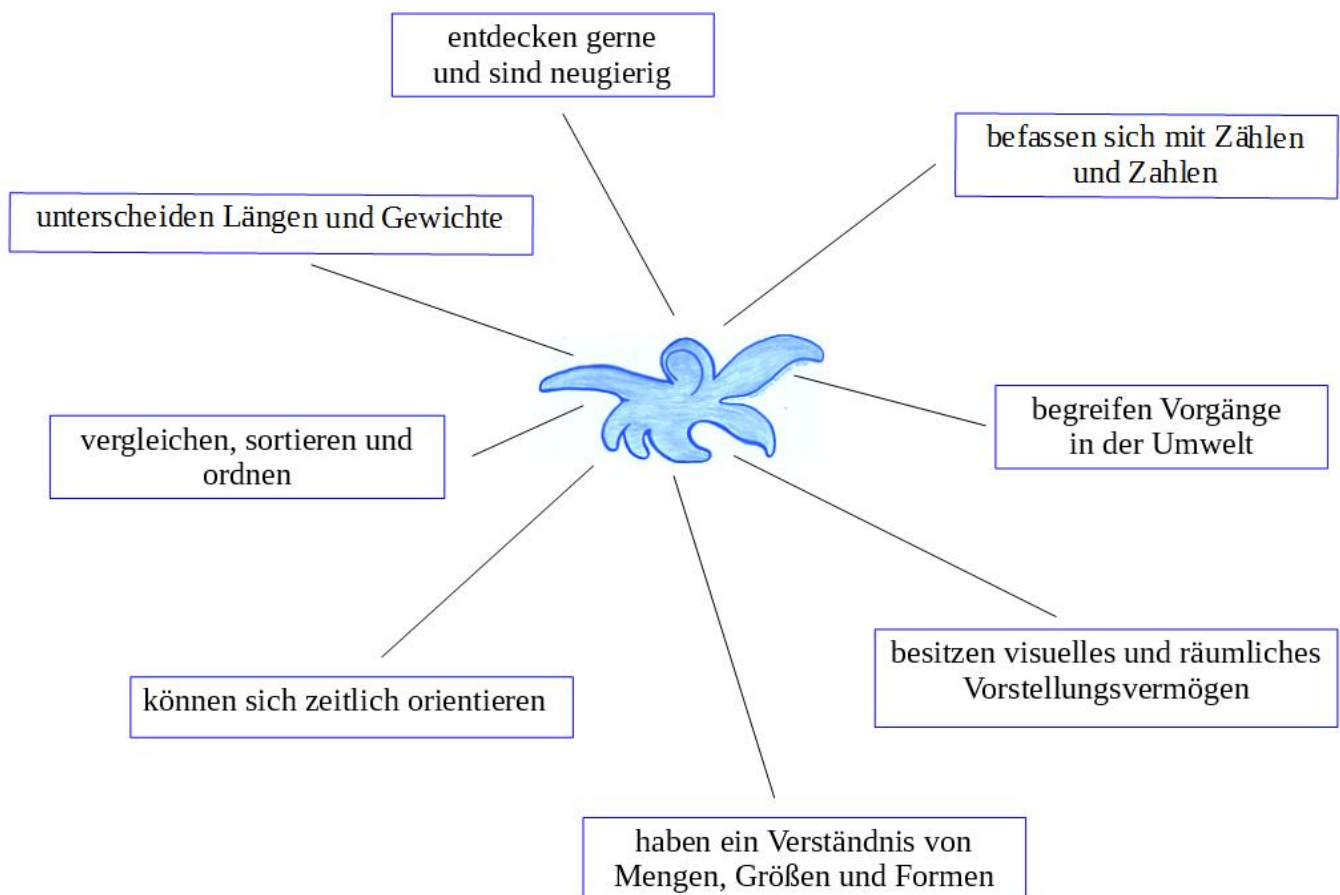 entdecken gerne
und sind neugierig
befassen sich mit Zählen
und Zahlen
unterscheiden Längen und Gewichte
begreifen Vorgänge
in der Umwelt
vergleichen, sortieren und
ordnen
besitzen visuelles und räumliches
Vorstellungsvermögen
können sich zeitlich orientieren
haben ein Verständnis von
Mengen, Größen und Formen